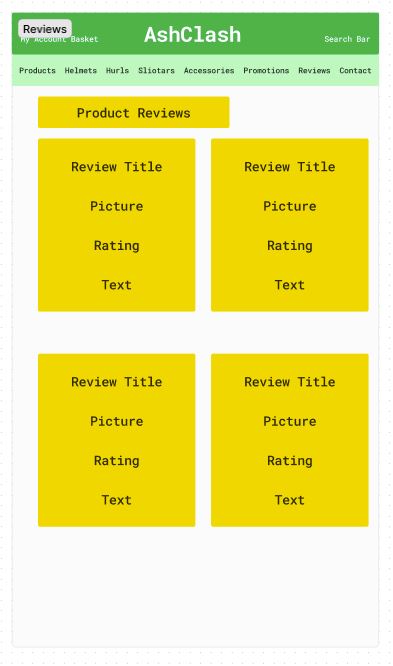 Reviews
My Account Basket
AshClash
Search Bar
Products Helmets Hurls Sliotars Accessories Promotions Reviews Contact
Product Reviews
Review Title
Picture
Rating
Text
Review Title
Picture
Rating
Text
Review Title
Picture
Rating
Text
Review Title
Picture
Rating
Text